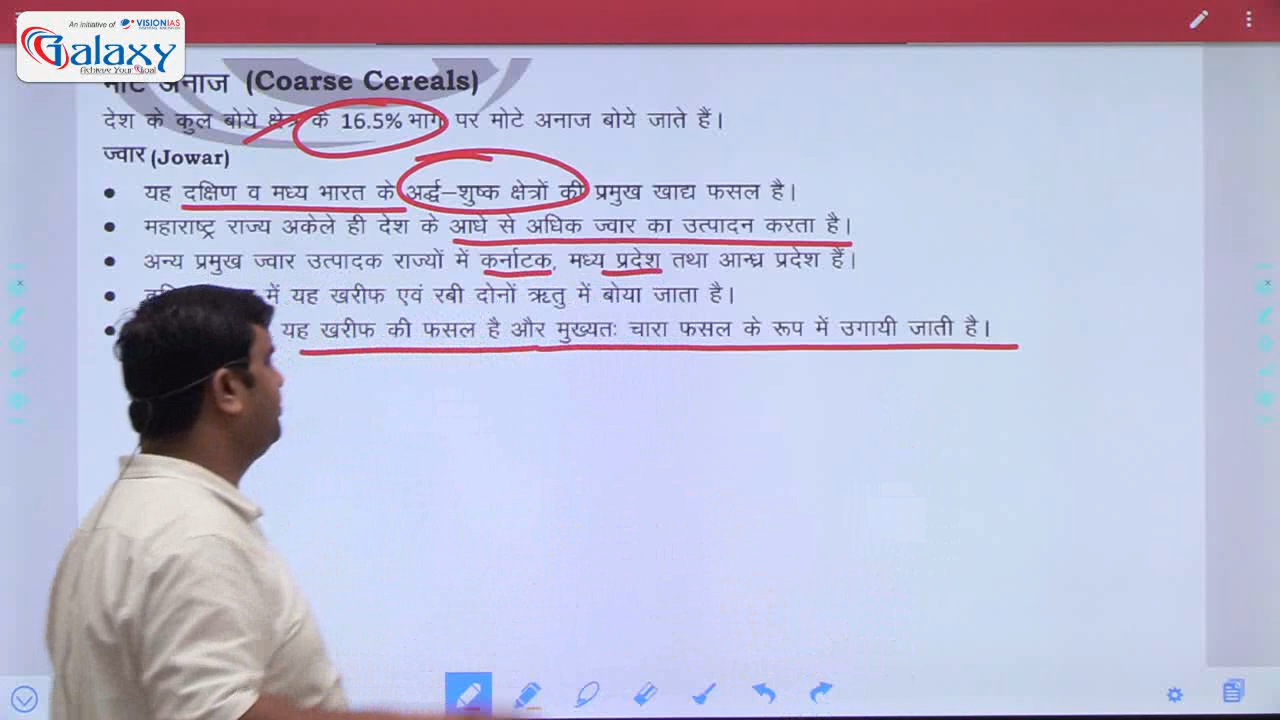 An initiative of VISIONIAS
Galaxy
Achieve Your Goal
मोटे अनाज (Coarse Cereals)
देश के कुल बोये क्षेत्र के 16.5% भाग पर मोटे अनाज बोये जाते हैं।
ज्वार (Jowar)
• यह दक्षिण व मध्य भारत के अर्द्ध–शुष्क क्षेत्रों की प्रमुख खाद्य फसल है।
• महाराष्ट्र राज्य अकेले ही देश के आधे से अधिक ज्वार का उत्पादन करता है।
• अन्य प्रमुख ज्वार उत्पादक राज्यों में कर्नाटक, मध्य प्रदेश तथा आन्ध्र प्रदेश हैं।
• में यह खरीफ एवं रबी दोनों ऋतु में बोया जाता है।
• यह खरीफ की फसल है और मुख्यतः चारा फसल के रूप में उगायी जाती है।